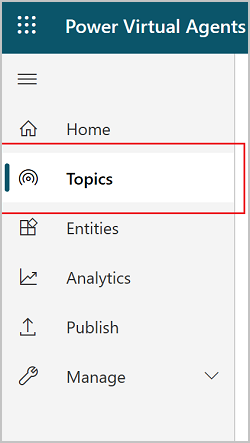 Power Virtual Agents
Home
Topics
Entities
Analytics
Publish
Manage